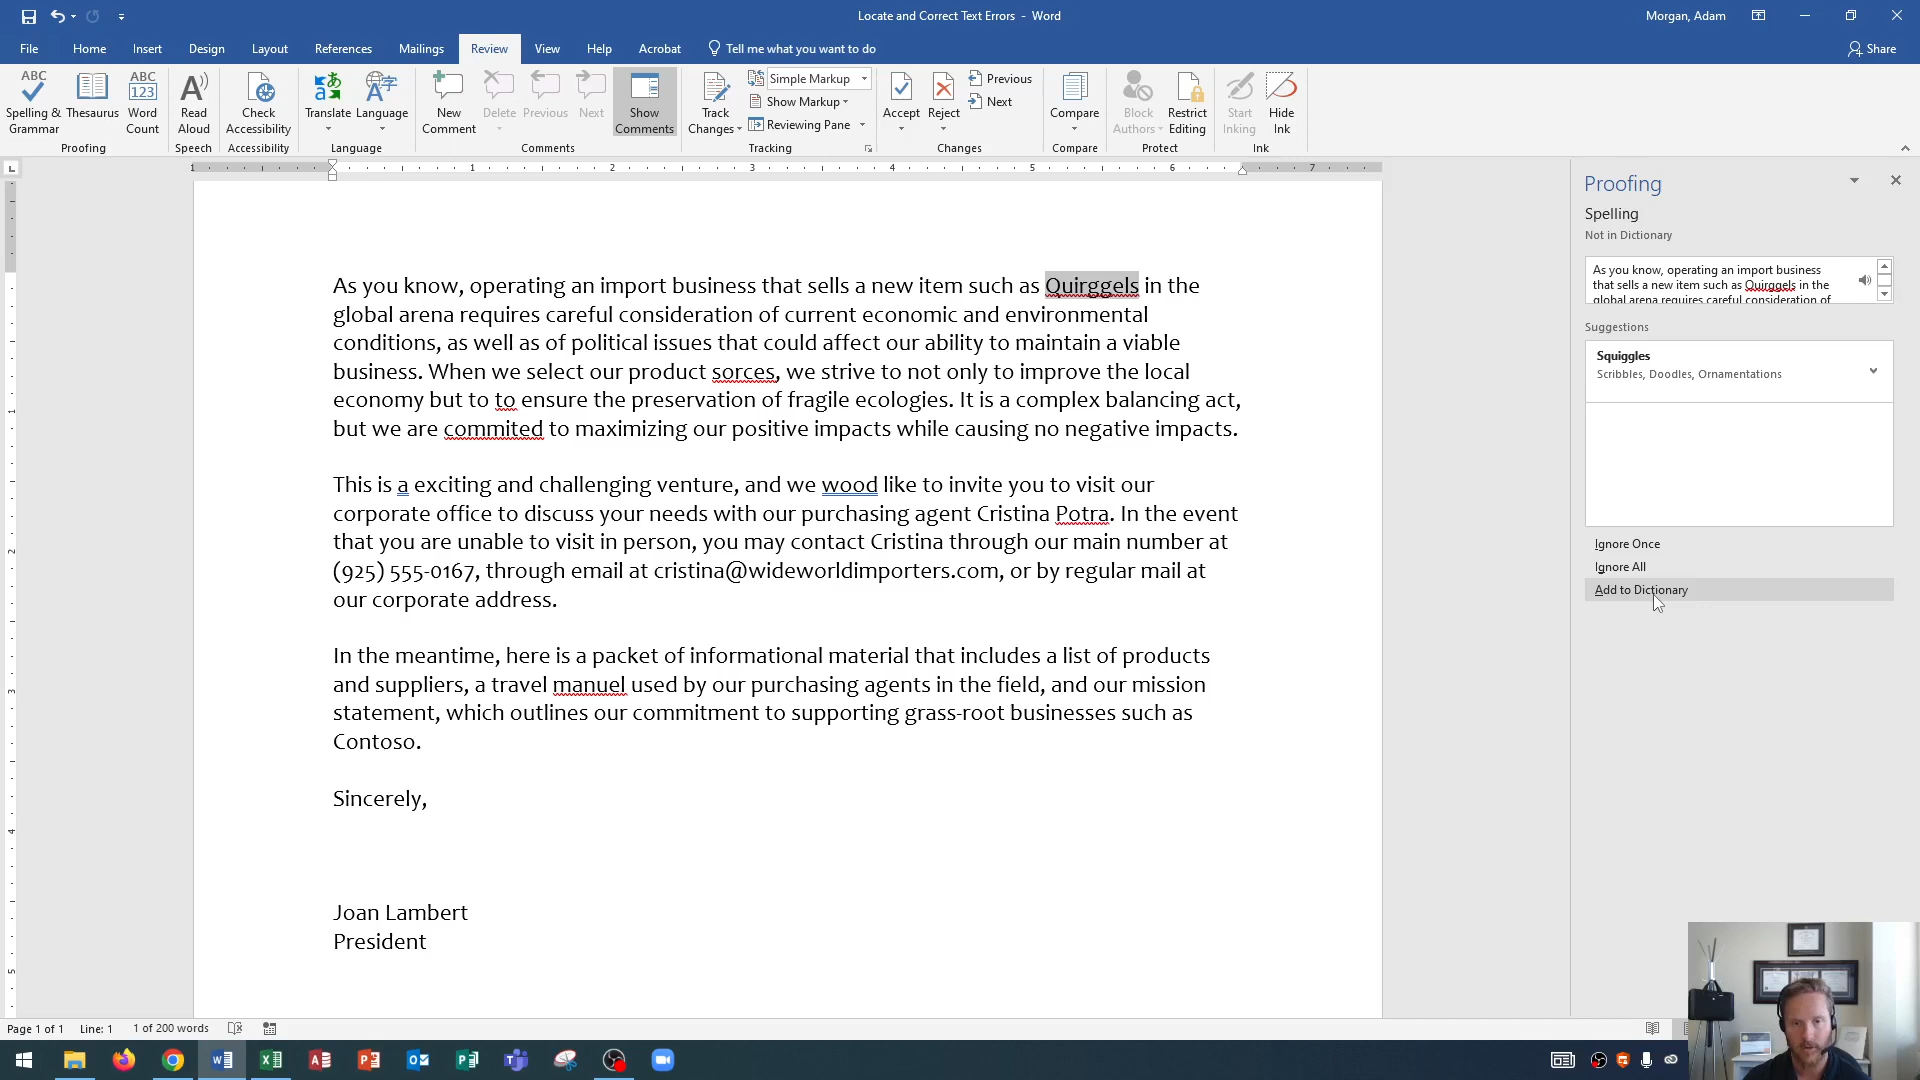 Locate and Correct Text Errors - Word
Morgan, Adam
File
Home
Insert
Design
Layout
References
Mailings
Review
View
Help
Acrobat
Tell me what you want to do
Share
ABC
Spelling &
Grammar
Thesaurus
ABC
123
Word
Count
Proofing
A
Read
Aloud
Speech
Check
Accessibility
Accessibility
Translate
Language
Language
New
Comment
Delete
Previous
Next
Show
Comments
Comments
Track
Changes
Simple Markup
Show Markup
Reviewing Pane
Tracking
Accept
Reject
Previous
Next
Changes
Compare
Compare
Block
Authors
Restrict
Editing
Protect
Start
Inking
Hide
Ink
Ink
1 1 2 3 4 5 6 7
As you know, operating an import business that sells a new item such as Quirggels in the
global arena requires careful consideration of current economic and environmental
conditions, as well as of political issues that could affect our ability to maintain a viable
business. When we select our product sorces, we strive to not only to improve the local
economy but to to ensure the preservation of fragile ecologies. It is a complex balancing act,
but we are commited to maximizing our positive impacts while causing no negative impacts.
This is a exciting and challenging venture, and we wood like to invite you to visit our
corporate office to discuss your needs with our purchasing agent Cristina Potra. In the event
that you are unable to visit in person, you may contact Cristina through our main number at
(925) 555-0167, through email at cristina@wideworldimporters.com, or by regular mail at
our corporate address.
In the meantime, here is a packet of informational material that includes a list of products
and suppliers, a travel manuel used by our purchasing agents in the field, and our mission
statement, which outlines our commitment to supporting grass-root businesses such as
Contoso.
Sincerely,
Joan Lambert
President
1
2
3
4
5
Proofing
Spelling
Not in Dictionary
As you know, operating an import business
that sells a new item such as Quirggels in the
global arena requires careful consideration of
Suggestions
Squiggles
Scribbles, Doodles, Ornamentations
Ignore Once
Ignore All
Add to Dictionary
Page 1 of 1
Line: 1
1 of 200 words